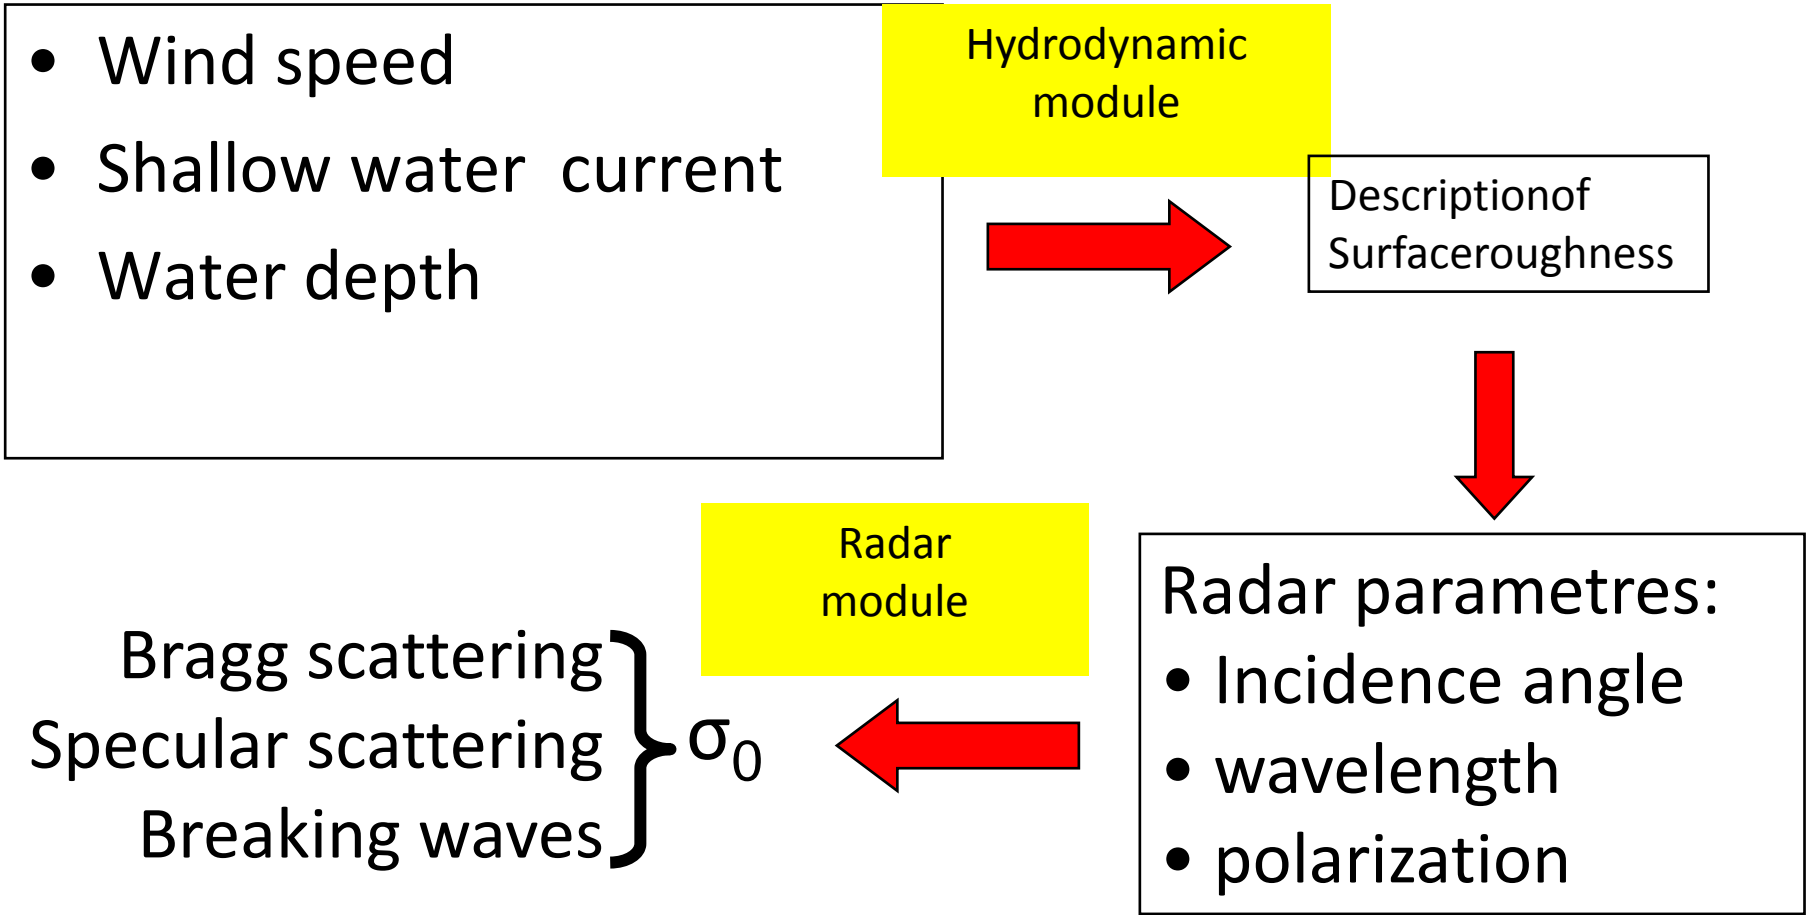 • Wind speed
• Shallow water current
• Water depth
Hydrodynamic
module
Descriptionof
Surfaceroughness
Radar parametres:
• Incidence angle
• wavelength
• polarization
Radar
module
Bragg scattering
Specular scattering
Breaking waves
σ₀